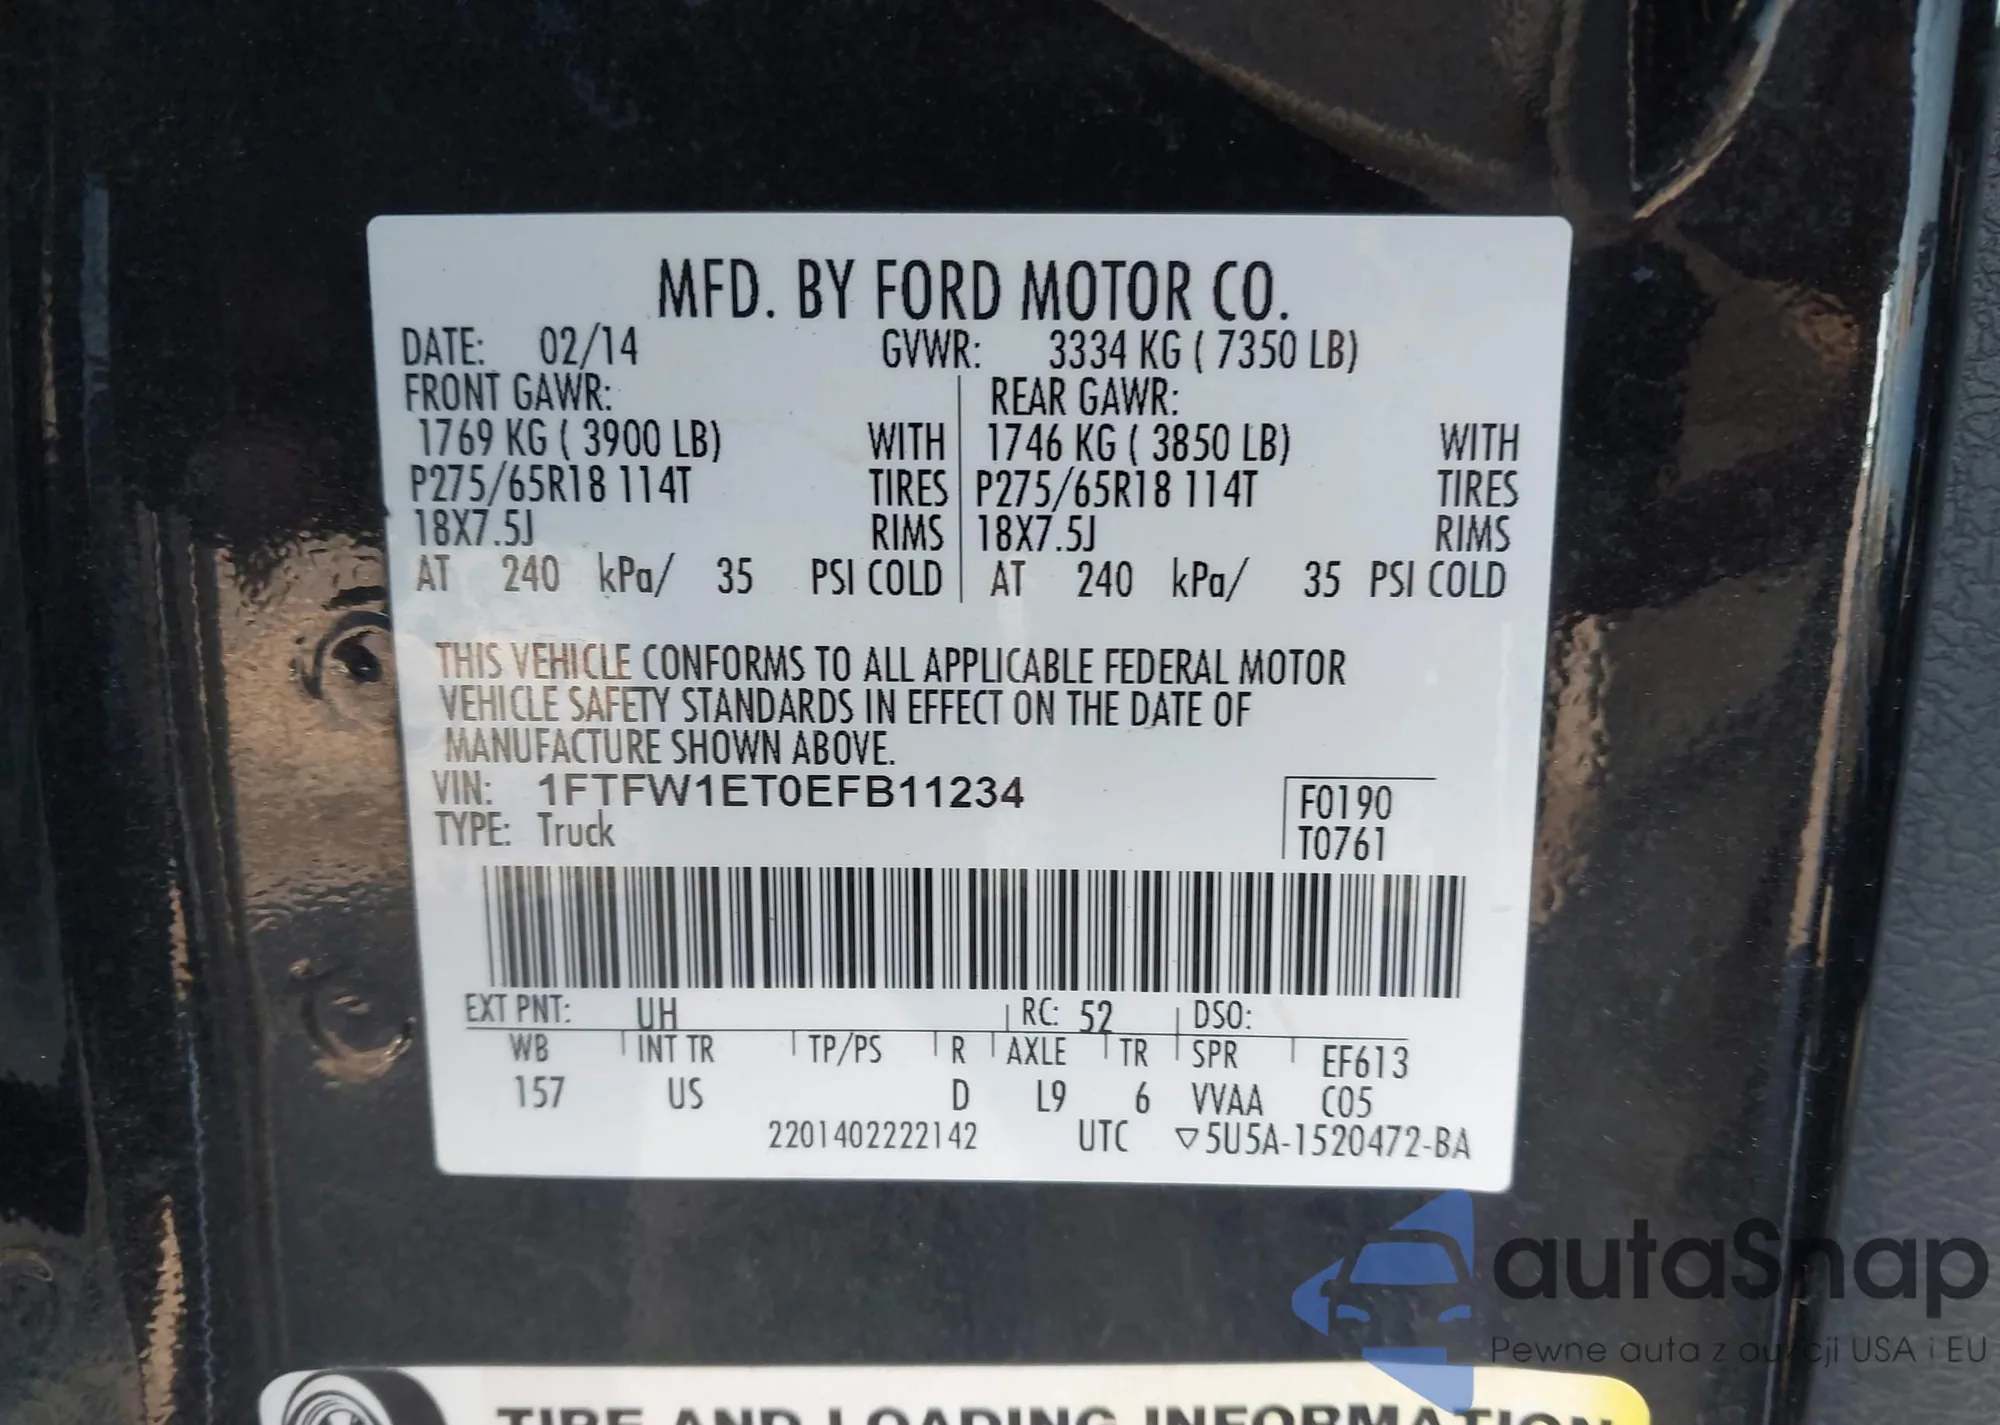 MFD. BY FORD MOTOR CO.
DATE: 02/14 GVWR: 3334 KG ( 7350 LB)
FRONT GAWR: REAR GAWR:
1769 KG ( 3900 LB) WITH 1746 KG ( 3850 LB) WITH
P275/65R18 114T TIRES P275/65R18 114T TIRES
18X7.5J RIMS 18X7.5J RIMS
AT 240 kPa/ 35 PSI COLD AT 240 kPa/ 35 PSI COLD
THIS VEHICLE CONFORMS TO ALL APPLICABLE FEDERAL MOTOR
VEHICLE SAFETY STANDARDS IN EFFECT ON THE DATE OF
MANUFACTURE SHOWN ABOVE.
VIN: 1FTFW1ET0EFB11234 F0190
TYPE: Truck T0761
EXT PNT: UH RC: 52 DSO:
WB INT TR TP/PS R AXLE TR SPR EF613
157 US D L9 6 VVAA C05
2201402222142 UTC ▽5U5A-1520472-BA
autaSnap
Pewne auta z aukcji USA i EU
TIRE AND LOADING INFORMATION